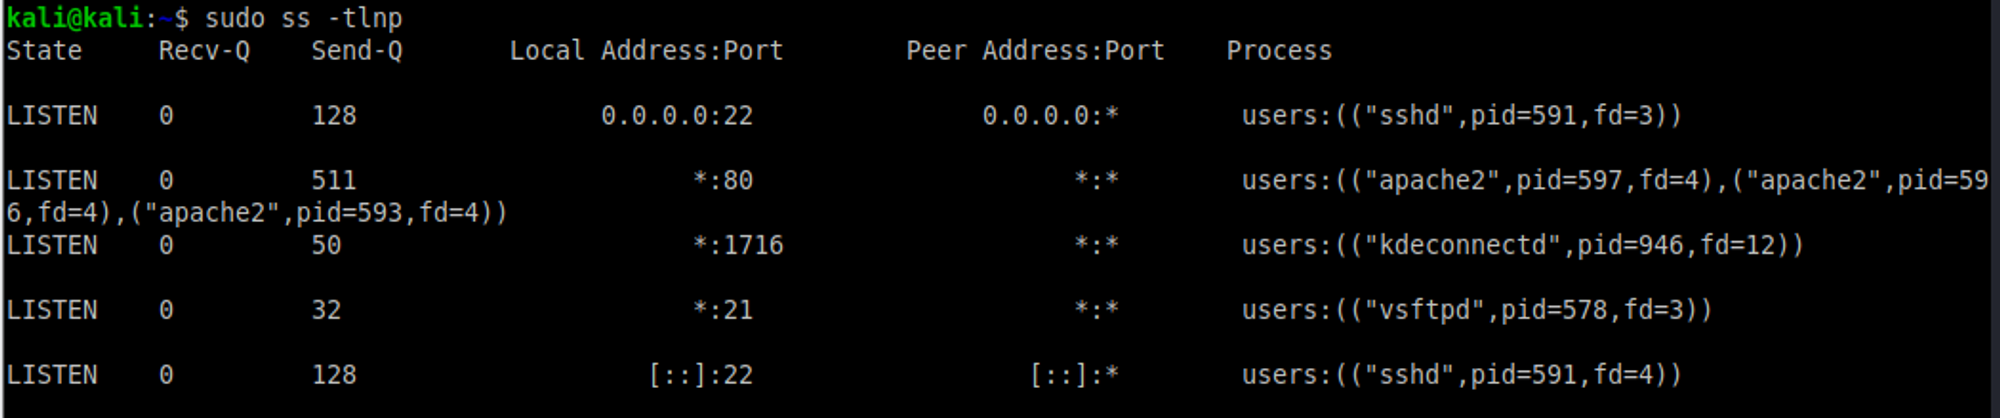 kali@kali:~$ sudo ss -tlnp
State Recv-Q Send-Q Local Address:Port Peer Address:Port Process
LISTEN 0 128 0.0.0.0:22 0.0.0.0:* users:(("sshd",pid=591,fd=3))
LISTEN 0 511 *:80 *:* users:(("apache2",pid=597,fd=4),("apache2",pid=59
6,fd=4),("apache2",pid=593,fd=4))
LISTEN 0 50 *:1716 *:* users:(("kdeconnectd",pid=946,fd=12))
LISTEN 0 32 *:21 *:* users:(("vsftpd",pid=578,fd=3))
LISTEN 0 128 [::]:22 [::]:* users:(("sshd",pid=591,fd=4))